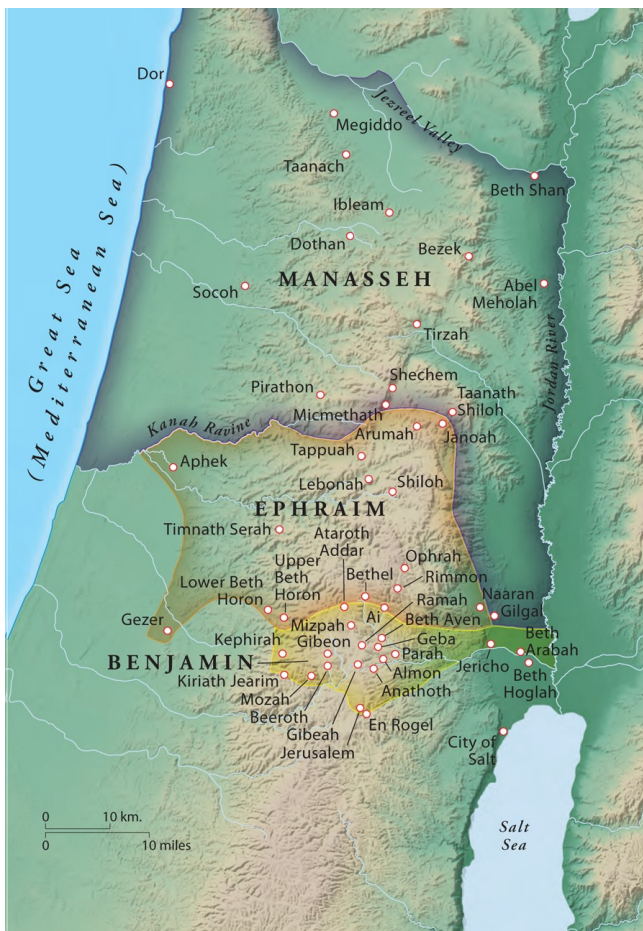 Dor
Megiddo
Jezreel Valley
Taanach
Beth Shan
Ibleam
Dothan
Bezek
MANASSEH
Socoh
Abel
Meholah
Great Sea
(Mediterranean Sea)
Tirzah
Jordan River
Shechem
Pirathon
Taanath
Shiloh
Micmethath
Kanah Ravine
Arumah
Janoah
Tappuah
Aphek
Lebonah
Shiloh
EPHRAIM
Timnath Serah
Ataroth
Addar
Upper
Beth
Horon
Ophrah
Bethel
Rimmon
Lower Beth
Horon
Ramah
Naaran
Ai
Gilgal
Gezer
Mizpah
Beth Aven
Kephirah
Gibeon
Geba
Beth
Arabah
BENJAMIN
Parah
Jericho
Kiriath Jearim
Almon
Beth
Hoglah
Mozah
Anathoth
Beeroth
Gibeah
En Rogel
Jerusalem
City of
Salt
0 10 km.
0 10 miles
Salt
Sea